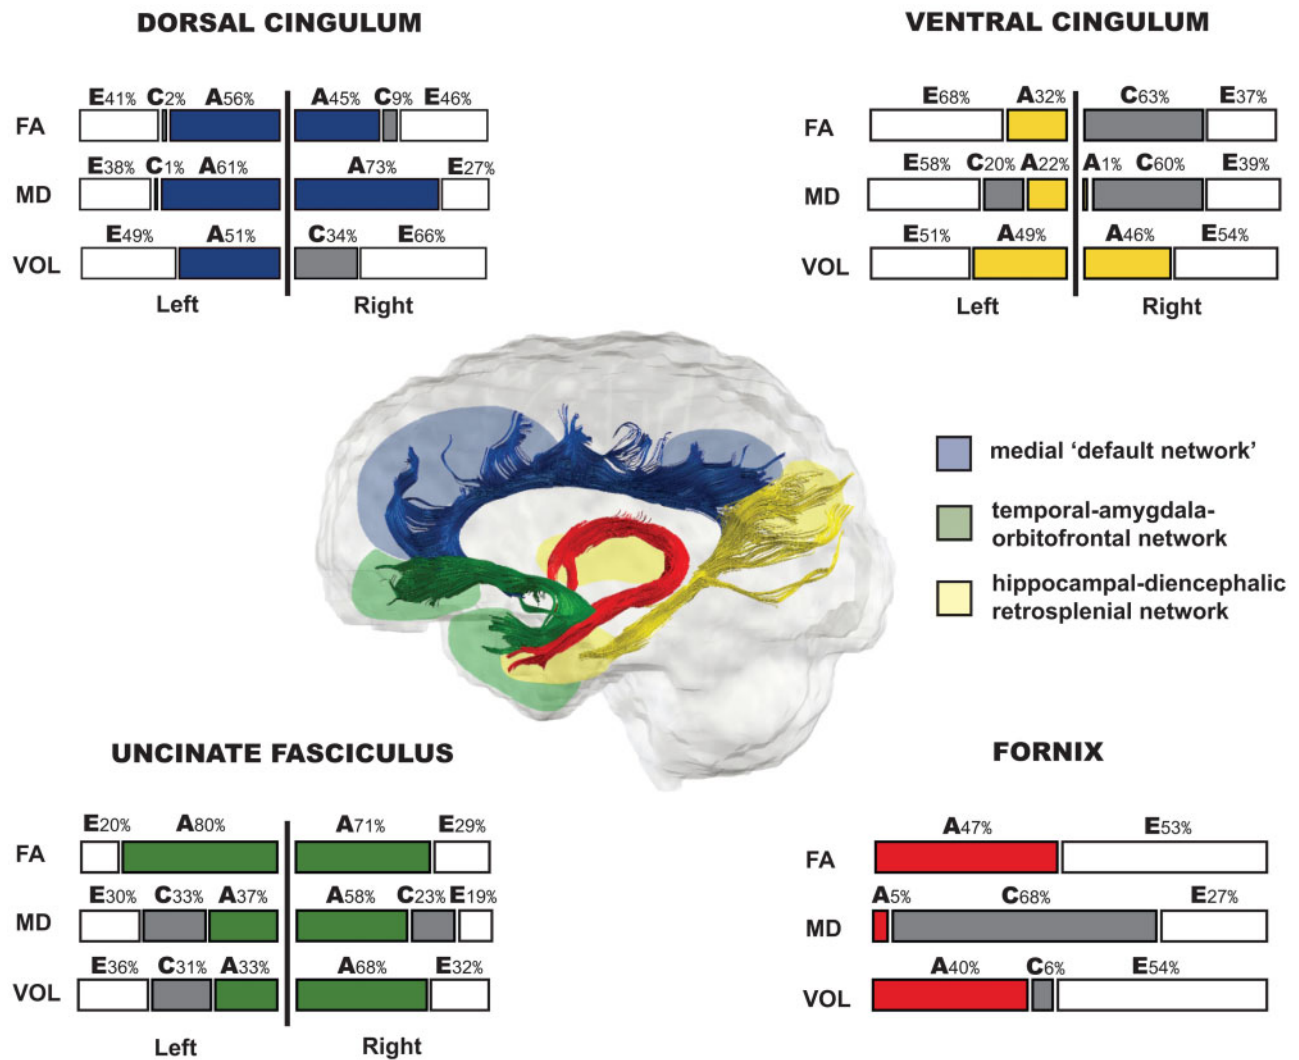 DORSAL CINGULUM
E41% C2% A56% A45% C9% E46%
FA
E38% C1% A61% A73% E27%
MD
E49% A51% C34% E66%
VOL
Left Right
VENTRAL CINGULUM
E68% A32% C63% E37%
FA
E58% C20% A22% A1% C60% E39%
MD
E51% A49% A46% E54%
VOL
Left Right
medial ‘default network’
temporal-amygdala-
orbitofrontal network
hippocampal-diencephalic
retrosplenial network
UNCINATE FASCICULUS
E20% A80% A71% E29%
FA
E30% C33% A37% A58% C23% E19%
MD
E36% C31% A33% A68% E32%
VOL
Left Right
FORNIX
A47% E53%
FA
A5% C68% E27%
MD
A40% C6% E54%
VOL